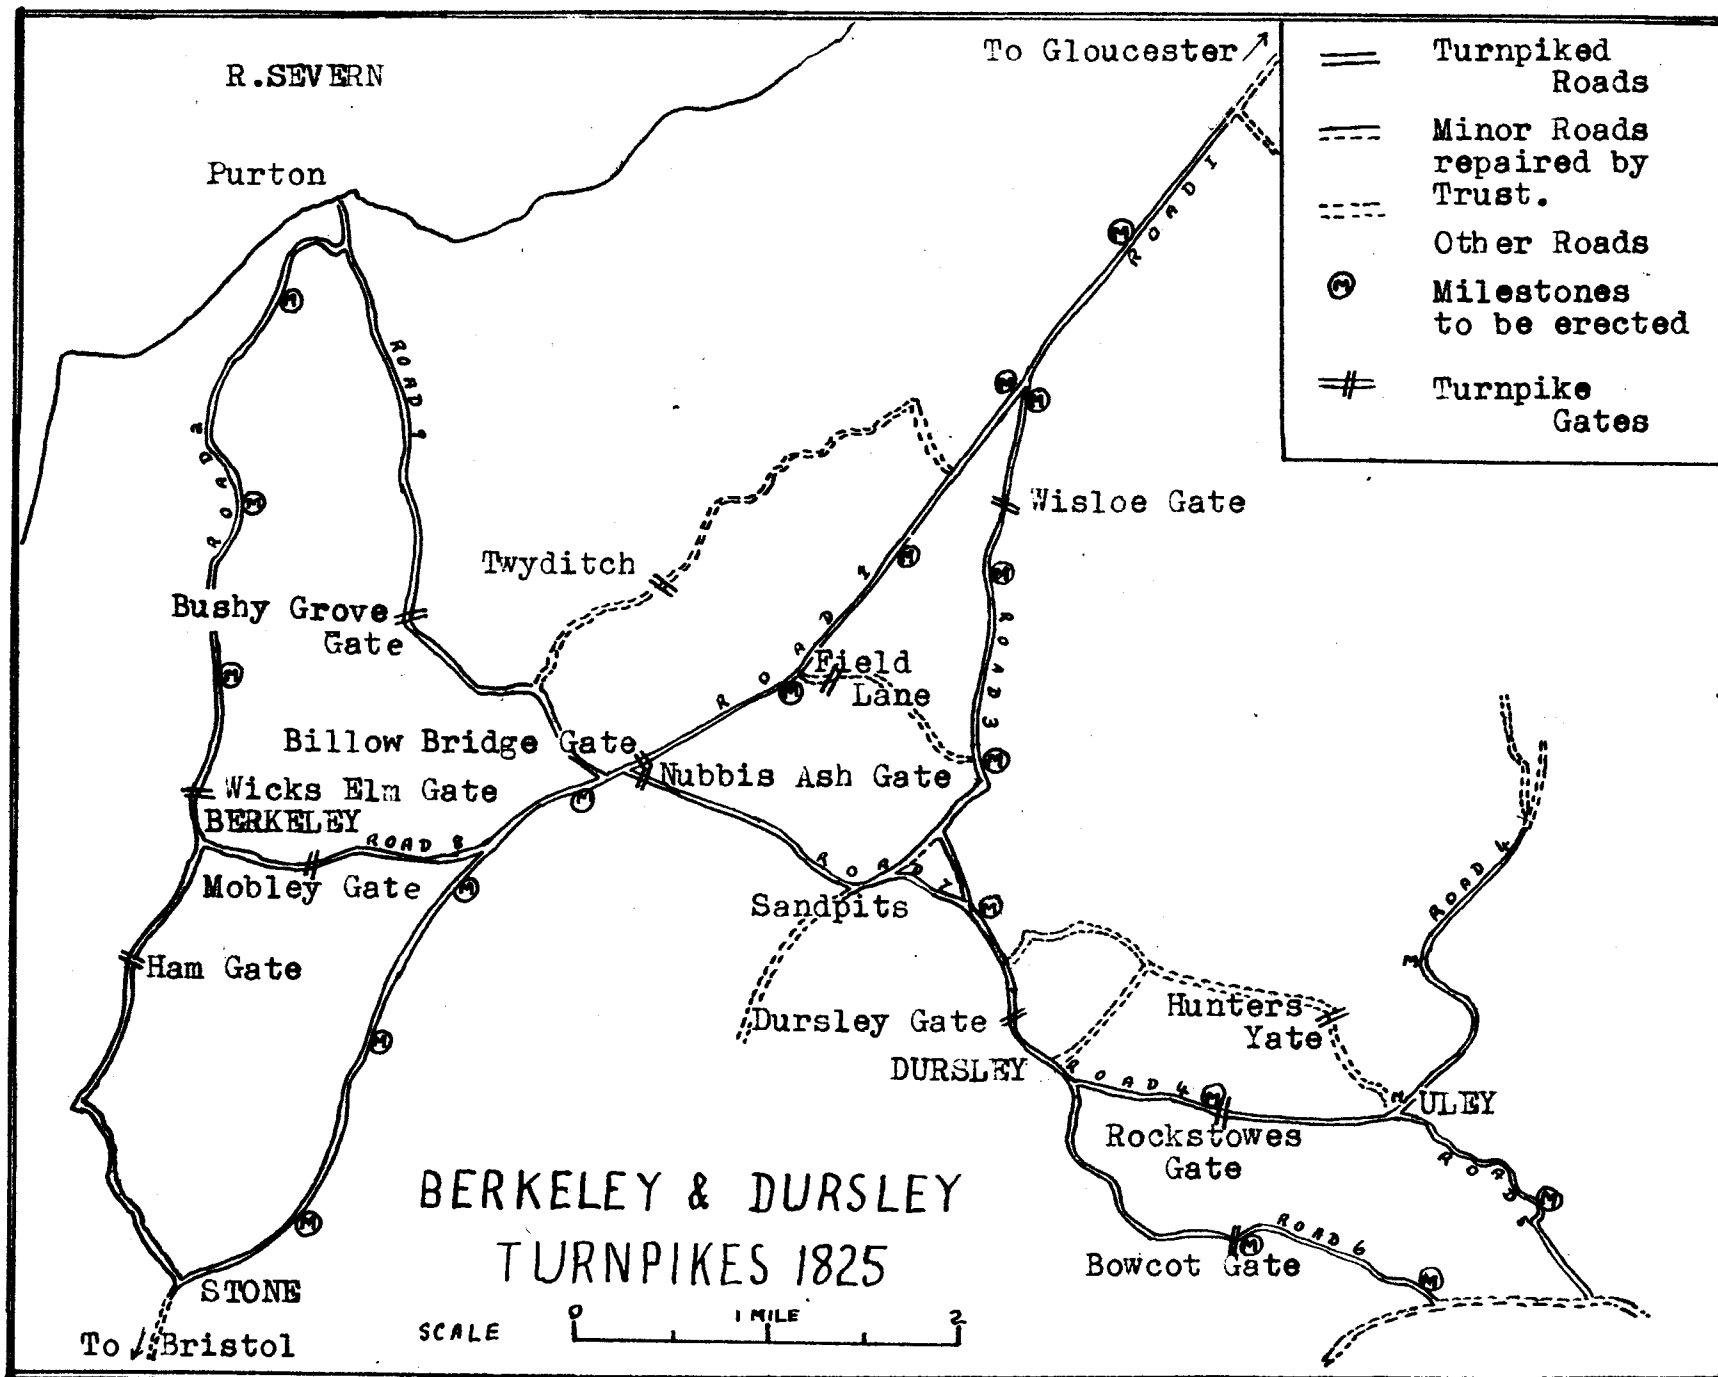 R.SEVERN
To Gloucester
Purton
Turnpiked
Roads
Minor Roads
repaired by
Trust.
Other Roads
M
Milestones
to be erected
Turnpike
Gates
ROAD 1
M
M
ROAD 9
M
M
ROAD 2
M
Wisloe Gate
Twyditch
M
M
ROAD 1
Bushy Grove
Gate
ROAD 3
M
Field
Lane
M
Billow Bridge Gate
M
Nubbis Ash Gate
Wicks Elm Gate
M
BERKELEY
ROAD 8
Mobley Gate
M
ROAD 7
Sandpits
M
ROAD 4
M
Ham Gate
Hunters
Yate
Dursley Gate
M
DURSLEY
ROAD 4
M
M
ULEY
Rockstowes
Gate
ROAD
M
BERKELEY & DURSLEY
TURNPIKES 1825
M
ROAD 6
M
Bowcot Gate
M
STONE
SCALE
0
1 MILE
2
To Bristol